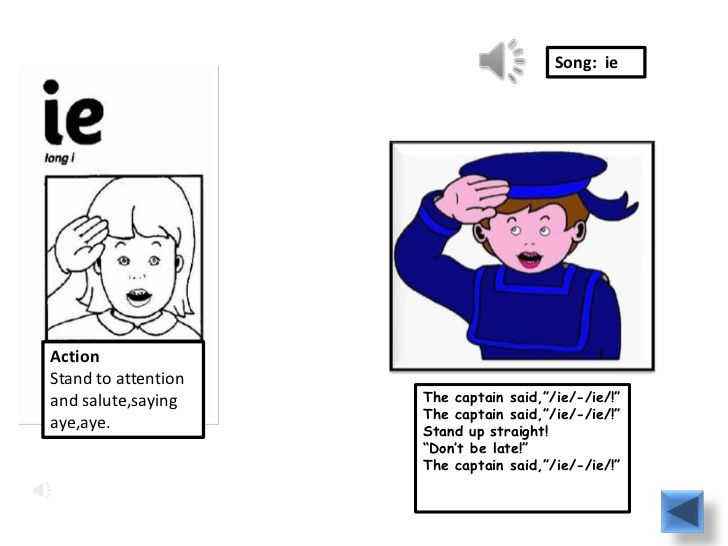 Song:  ie
ie
long i
Action
Stand to attention
and salute,saying
aye,aye.
The captain said,”/ie/-/ie/!”
The captain said,”/ie/-/ie/!”
Stand up straight!
“Don’t be late!”
The captain said,”/ie/-/ie/!”